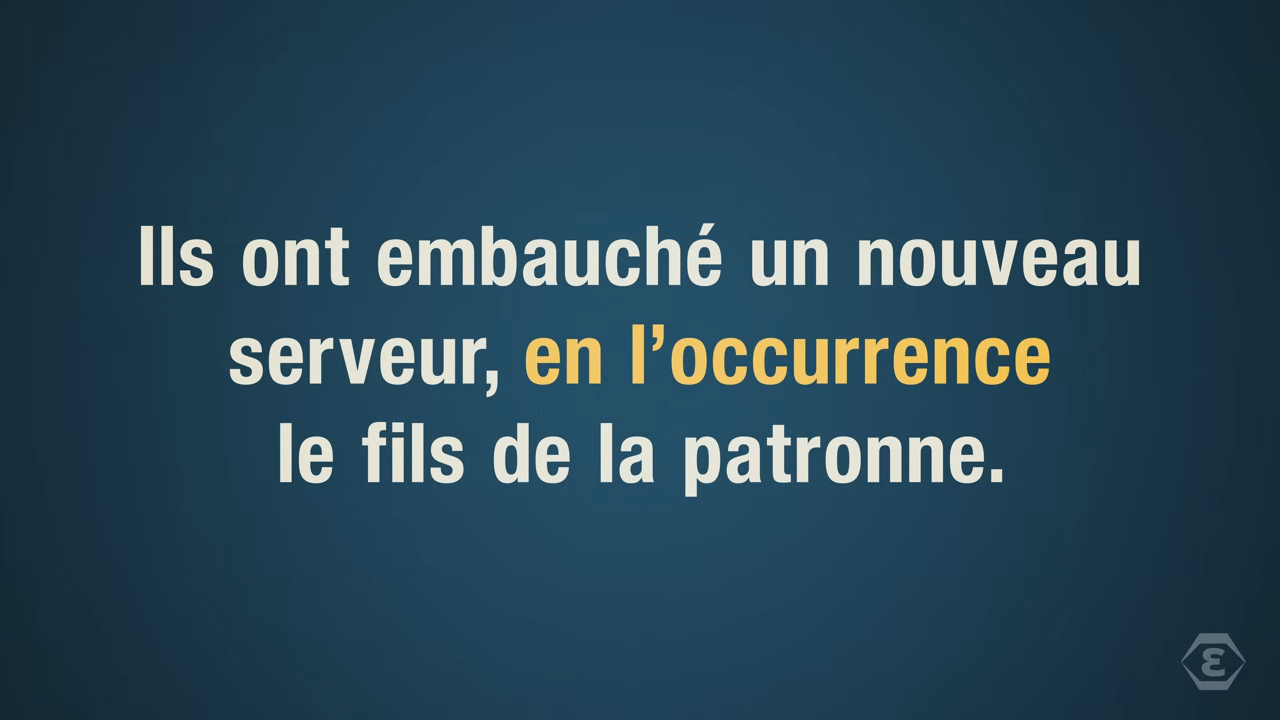 Ils ont embauché un nouveau
serveur, en l’occurrence
le fils de la patronne.
ε